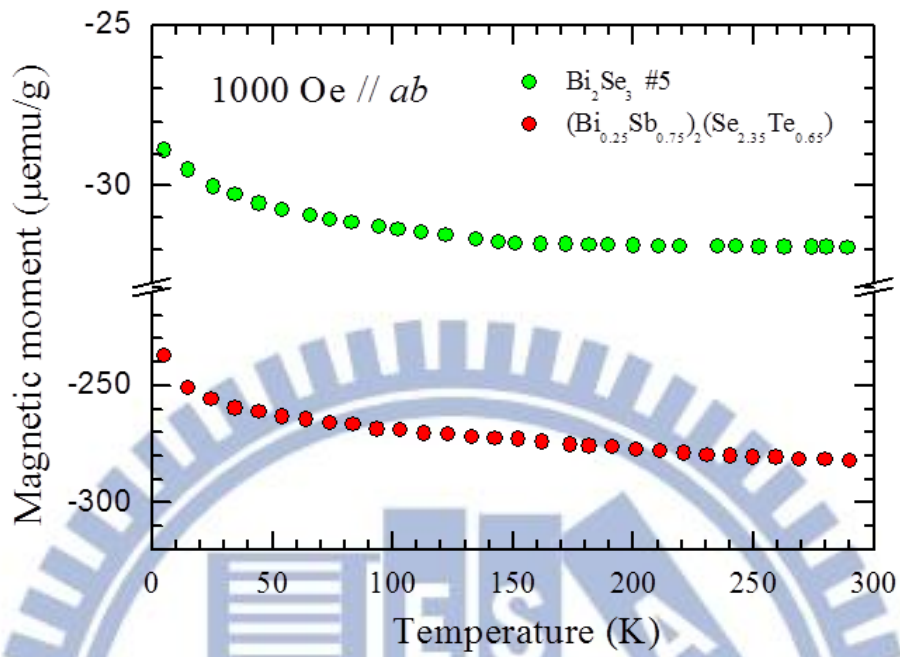 -25
1000 Oe // ab
Bi₂Se₃ #5
(Bi₀.₂₅Sb₀.₇₅)₂(Se₂.₃₅Te₀.₆₅)
-30
-250
-300
Magnetic moment (μemu/g)
0 50 100 150 200 250 300
Temperature (K)
ES